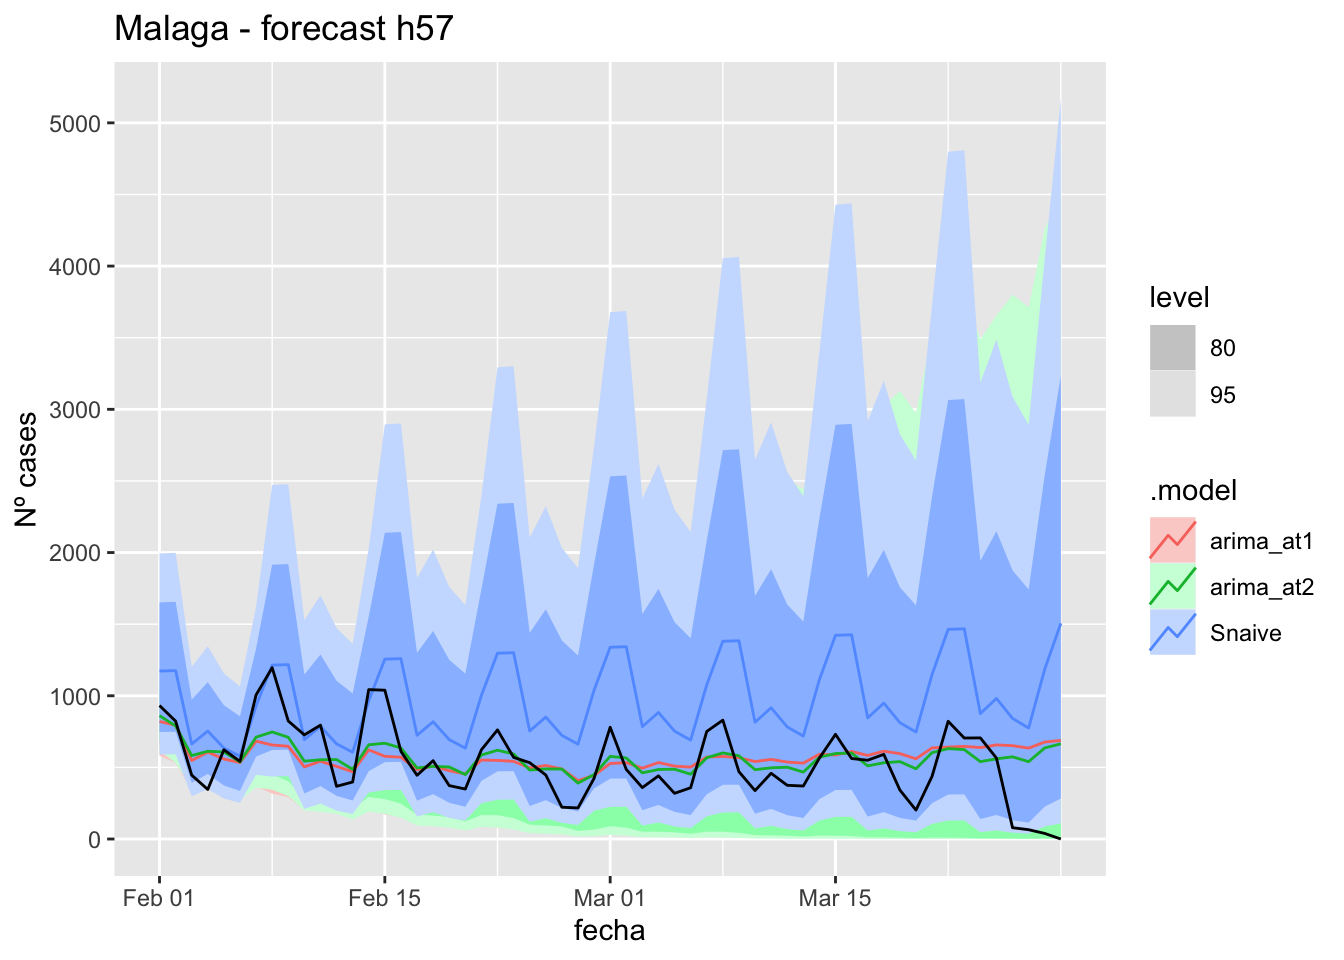 Malaga - forecast h57
5000
4000
3000
2000
1000
0
Nº cases
Feb 01
Feb 15
Mar 01
Mar 15
fecha
level
80
95
.model
arima_at1
arima_at2
Snaive